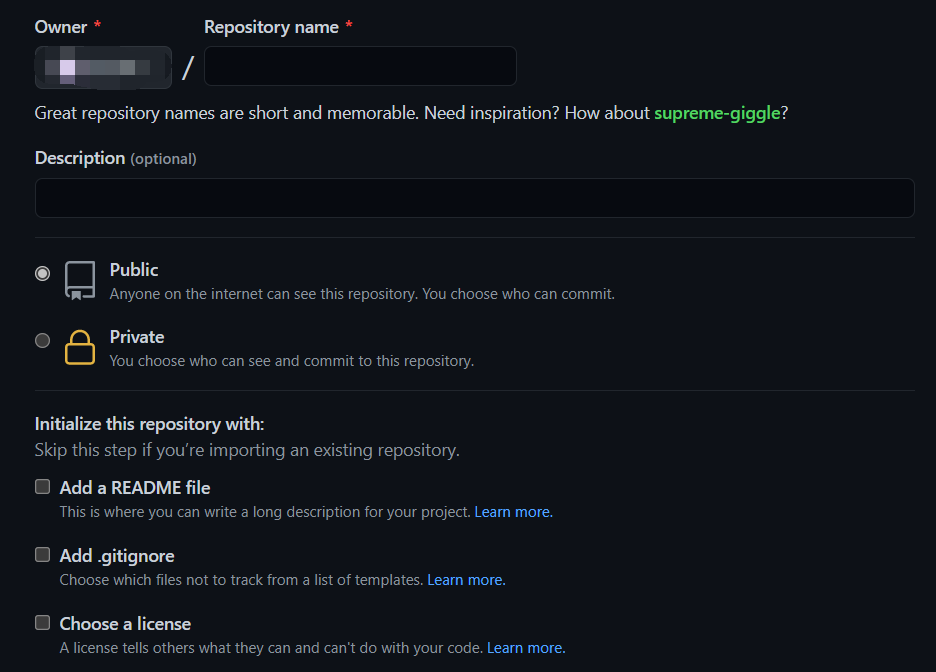 Owner * Repository name *
/
Great repository names are short and memorable. Need inspiration? How about supreme-giggle?
Description (optional)
Public
Anyone on the internet can see this repository. You choose who can commit.
Private
You choose who can see and commit to this repository.
Initialize this repository with:
Skip this step if you’re importing an existing repository.
Add a README file
This is where you can write a long description for your project. Learn more.
Add .gitignore
Choose which files not to track from a list of templates. Learn more.
Choose a license
A license tells others what they can and can't do with your code. Learn more.